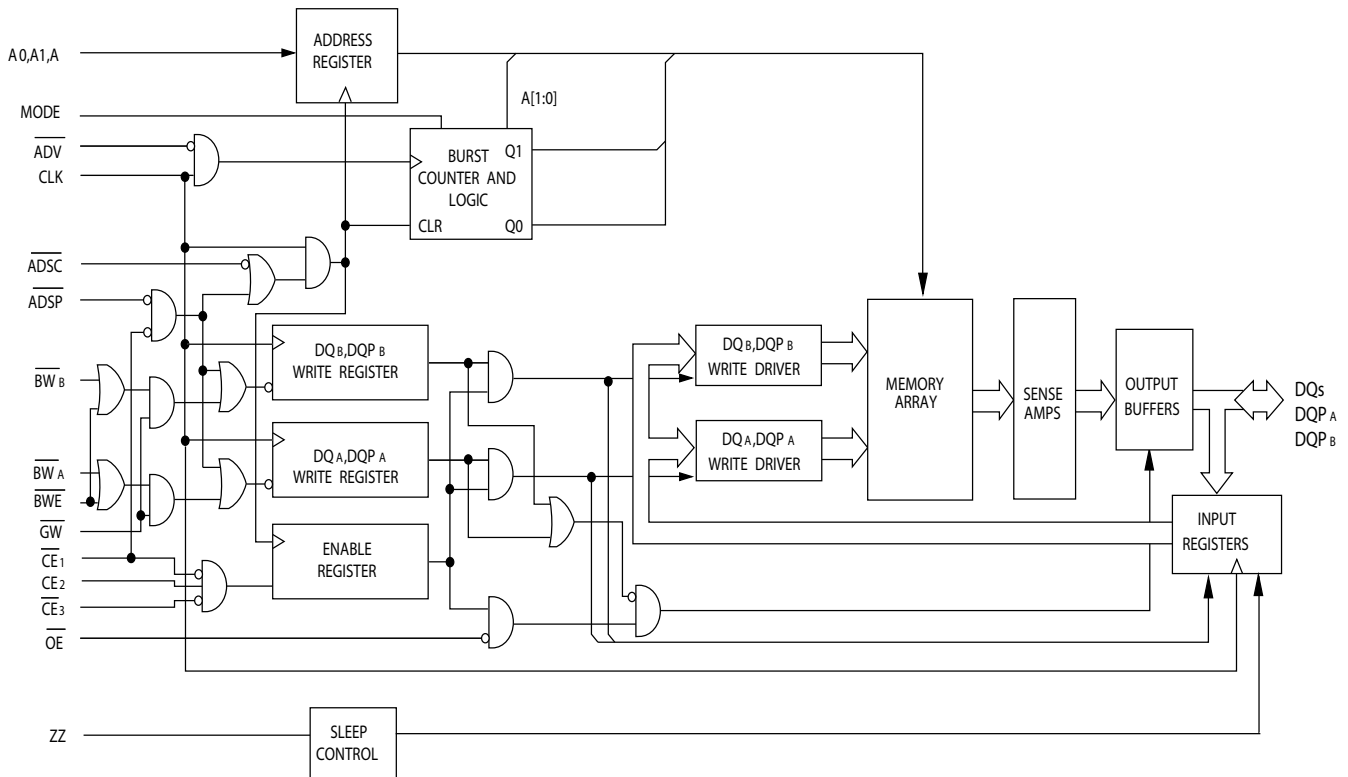 A0,A1,A
ADDRESS
REGISTER
MODE
A[1:0]
ADV
CLK
BURST
COUNTER AND
LOGIC
Q1
CLR
Q0
ADSC
ADSP
DQB,DQPB
WRITE REGISTER
DQB,DQPB
WRITE DRIVER
MEMORY
ARRAY
SENSE
AMPS
OUTPUT
BUFFERS
DQs
DQPA
DQPB
BWB
DQA,DQPA
WRITE REGISTER
DQA,DQPA
WRITE DRIVER
BWA
BWE
GW
CE1
CE2
CE3
ENABLE
REGISTER
INPUT
REGISTERS
OE
ZZ
SLEEP
CONTROL